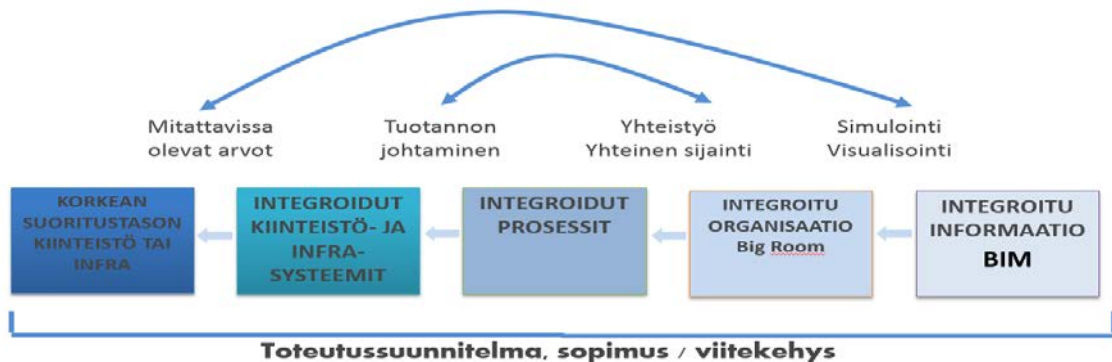 Mitattavissa
olevat arvot
Tuotannon
johtaminen
Yhteistyö
Yhteinen sijainti
Simulointi
Visualisointi
KORKEAN
SUORITUSTASON
KIINTEISTÖ TAI
INFRA
INTEGROIDUT
KIINTEISTÖ- JA
INFRA-
SYSTEEMIT
INTEGROIDUT
PROSESSIT
INTEGROITU
ORGANISAATIO
Big Room
INTEGROITU
INFORMAATIO
BIM
Toteutussuunnitelma, sopimus / viitekehys